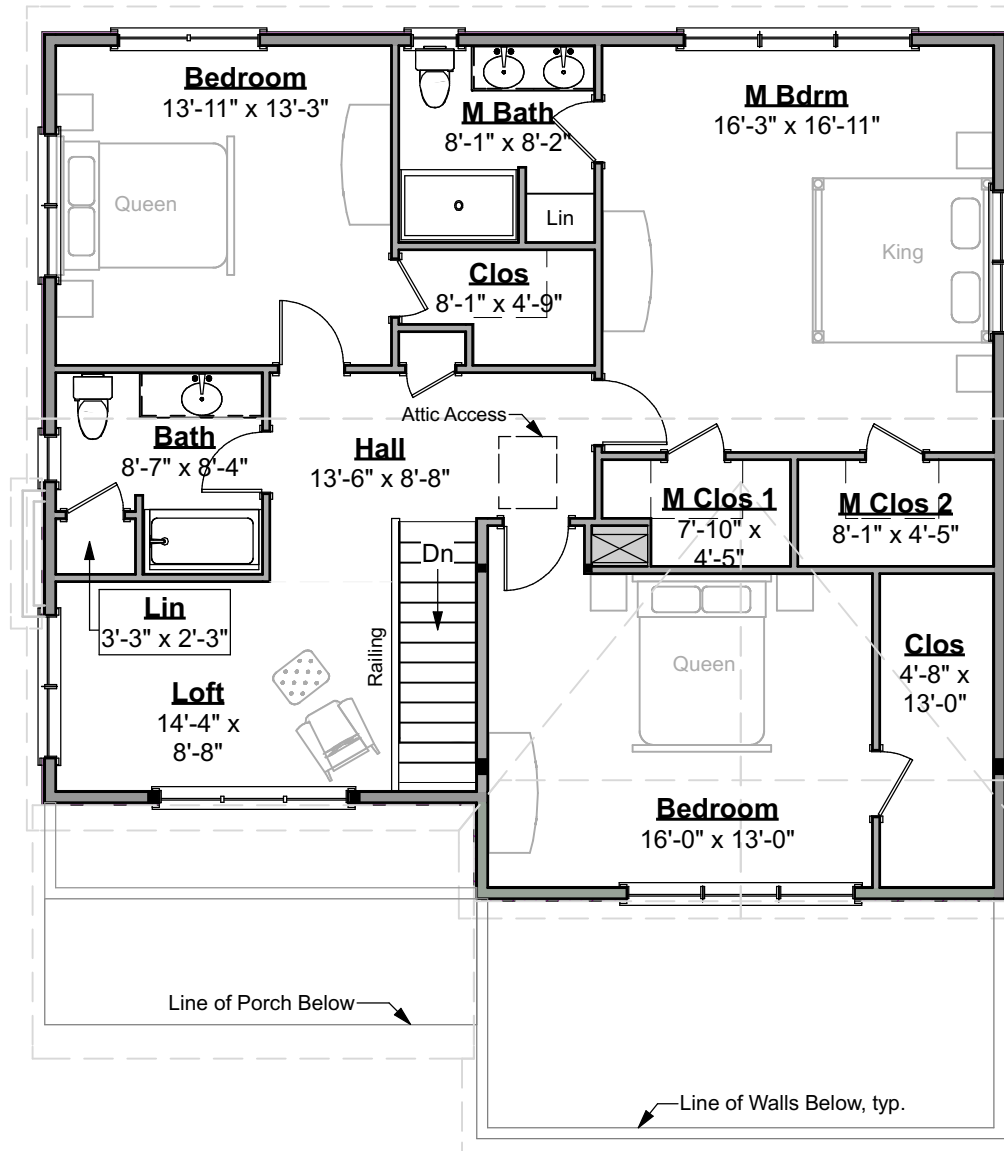 Bedroom
13'-11" x 13'-3"
Queen
M Bath
8'-1" x 8'-2"
Lin
M Bdrm
16'-3" x 16'-11"
King
Clos
8'-1" x 4'-9"
Attic Access
Bath
8'-7" x 8'-4"
Hall
13'-6" x 8'-8"
M Clos 1
7'-10" x
4'-5"
M Clos 2
8'-1" x 4'-5"
Dn
Lin
3'-3" x 2'-3"
Railing
Loft
14'-4" x
8'-8"
Queen
Clos
4'-8" x
13'-0"
Bedroom
16'-0" x 13'-0"
Line of Porch Below
Line of Walls Below, typ.